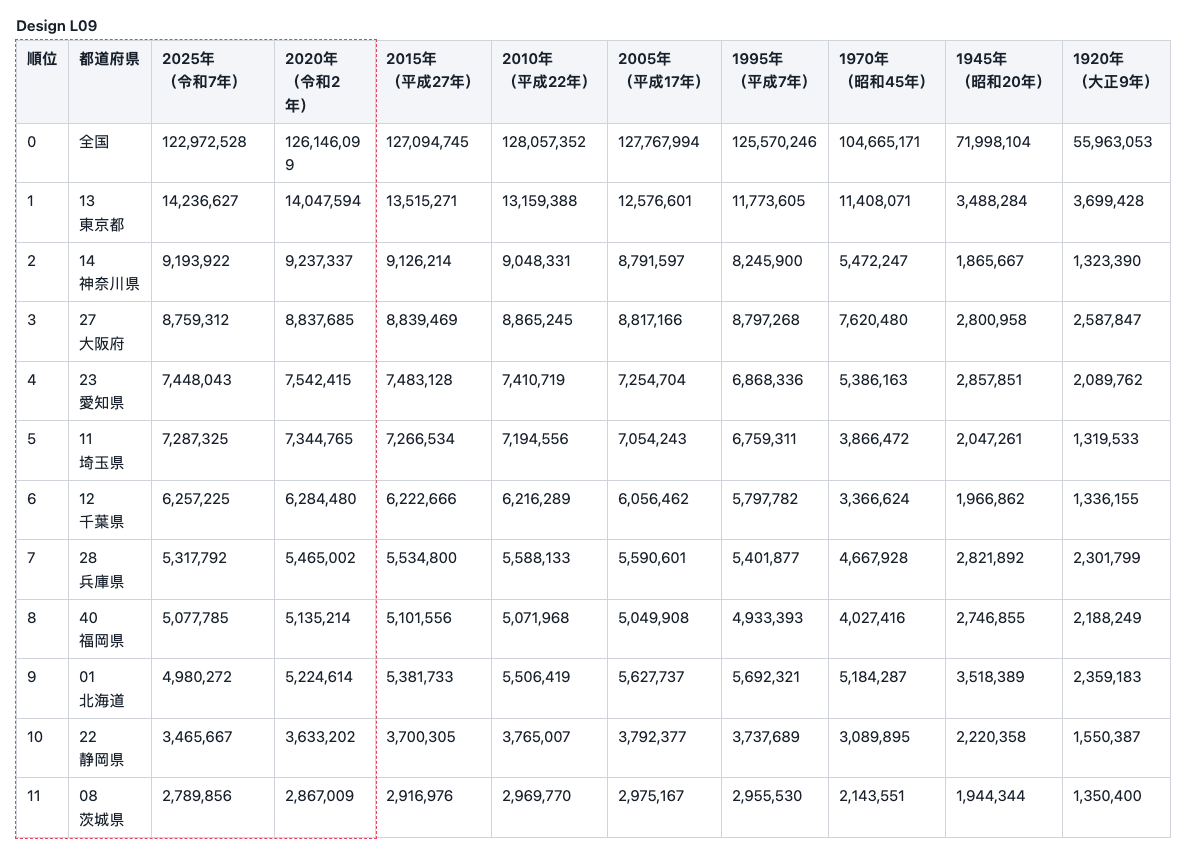 Design L09
順位 都道府県 2025年（令和7年） 2020年（令和2年） 2015年（平成27年） 2010年（平成22年） 2005年（平成17年） 1995年（平成7年） 1970年（昭和45年） 1945年（昭和20年） 1920年（大正9年）
0 全国 122,972,528 126,146,099 127,094,745 128,057,352 127,767,994 125,570,246 104,665,171 71,998,104 55,963,053
1 13 東京都 14,236,627 14,047,594 13,515,271 13,159,388 12,576,601 11,773,605 11,408,071 3,488,284 3,699,428
2 14 神奈川県 9,193,922 9,237,337 9,126,214 9,048,331 8,791,597 8,245,900 5,472,247 1,865,667 1,323,390
3 27 大阪府 8,759,312 8,837,685 8,839,469 8,865,245 8,817,166 8,797,268 7,620,480 2,800,958 2,587,847
4 23 愛知県 7,448,043 7,542,415 7,483,128 7,410,719 7,254,704 6,868,336 5,386,163 2,857,851 2,089,762
5 11 埼玉県 7,287,325 7,344,765 7,266,534 7,194,556 7,054,243 6,759,311 3,866,472 2,047,261 1,319,533
6 12 千葉県 6,257,225 6,284,480 6,222,666 6,216,289 6,056,462 5,797,782 3,366,624 1,966,862 1,336,155
7 28 兵庫県 5,317,792 5,465,002 5,534,800 5,588,133 5,590,601 5,401,877 4,667,928 2,821,892 2,301,799
8 40 福岡県 5,077,785 5,135,214 5,101,556 5,071,968 5,049,908 4,933,393 4,027,416 2,746,855 2,188,249
9 01 北海道 4,980,272 5,224,614 5,381,733 5,506,419 5,627,737 5,692,321 5,184,287 3,518,389 2,359,183
10 22 静岡県 3,465,667 3,633,202 3,700,305 3,765,007 3,792,377 3,737,689 3,089,895 2,220,358 1,550,387
11 08 茨城県 2,789,856 2,867,009 2,916,976 2,969,770 2,975,167 2,955,530 2,143,551 1,944,344 1,350,400